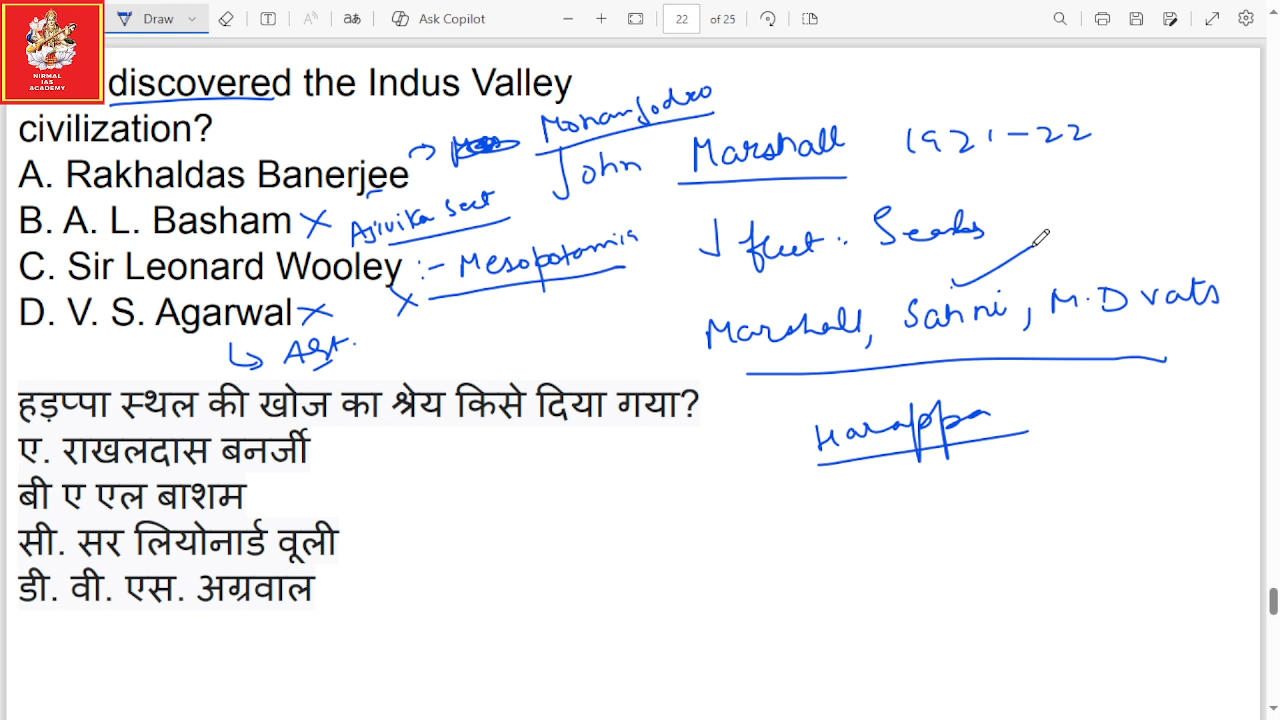 Draw
Ask Copilot
22 of 25
NIRMAL
IAS
ACADEMY
discovered the Indus Valley
civilization?
Mohanjodro
John Marshall 1921-22
A. Rakhaldas Banerjee
B. A. L. Basham
Ajivika Sect
C. Sir Leonard Wooley :- Mesopotamia
D. V. S. Agarwal
J fleet: Seals
Marshall, Sahni, M.D vats
Harappa
हड़प्पा स्थल की खोज का श्रेय किसे दिया गया?
ए. राखलदास बनर्जी
बी ए एल बाशम
सी. सर लियोनार्ड वूली
डी. वी. एस. अग्रवाल